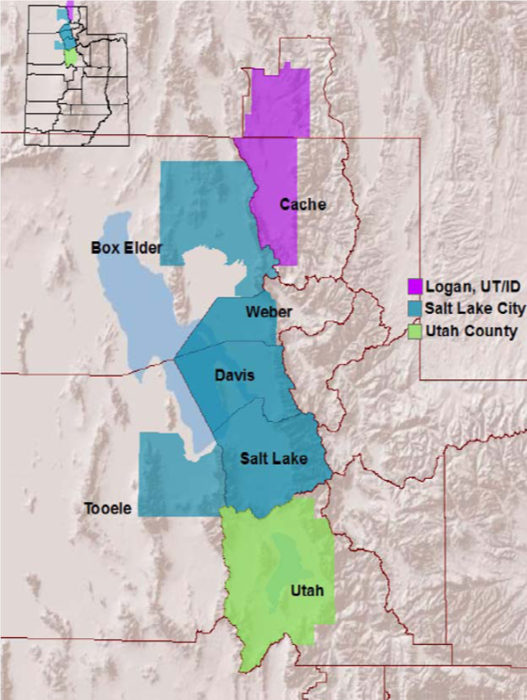 Cache
Box Elder
Logan, UT/ID
Salt Lake City
Utah County
Weber
Davis
Salt Lake
Tooele
Utah